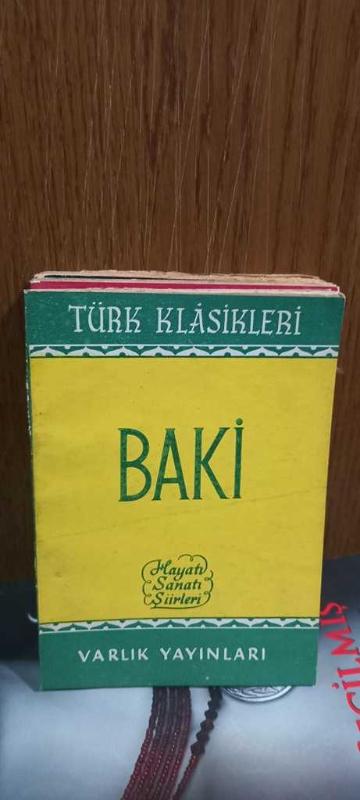 TÜRK KLÂSİKLERİ
BAKİ
Hayatı
Sanatı
Şiirleri
VARLIK YAYINLARI